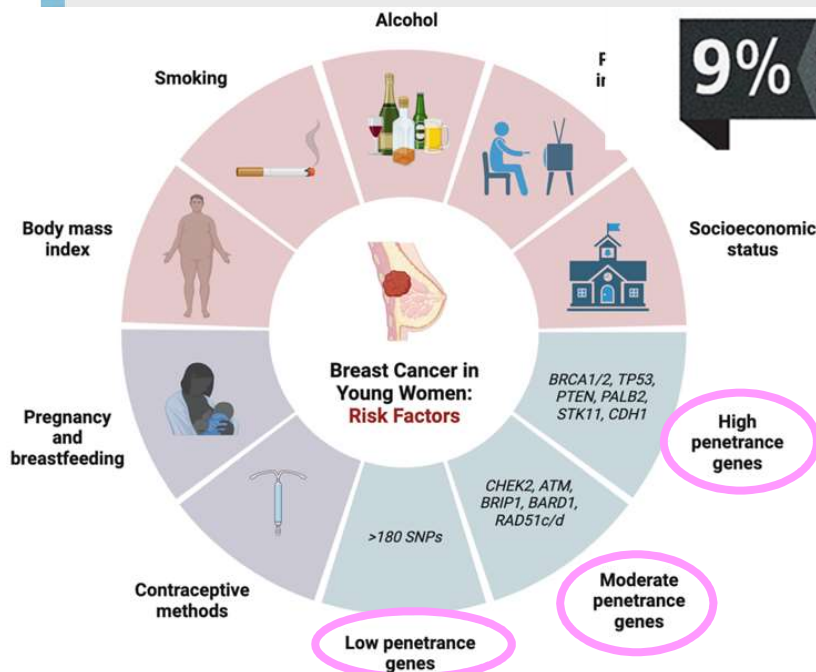 Alcohol
9%
Smoking
Body mass
index
Socioeconomic
status
Breast Cancer in
Young Women:
Risk Factors
BRCA1/2, TP53,
PTEN, PALB2,
STK11, CDH1
High
penetrance
genes
Pregnancy
and
breastfeeding
CHEK2, ATM,
BRIP1, BARD1,
RAD51c/d
>180 SNPs
Moderate
penetrance
genes
Contraceptive
methods
Low penetrance
genes